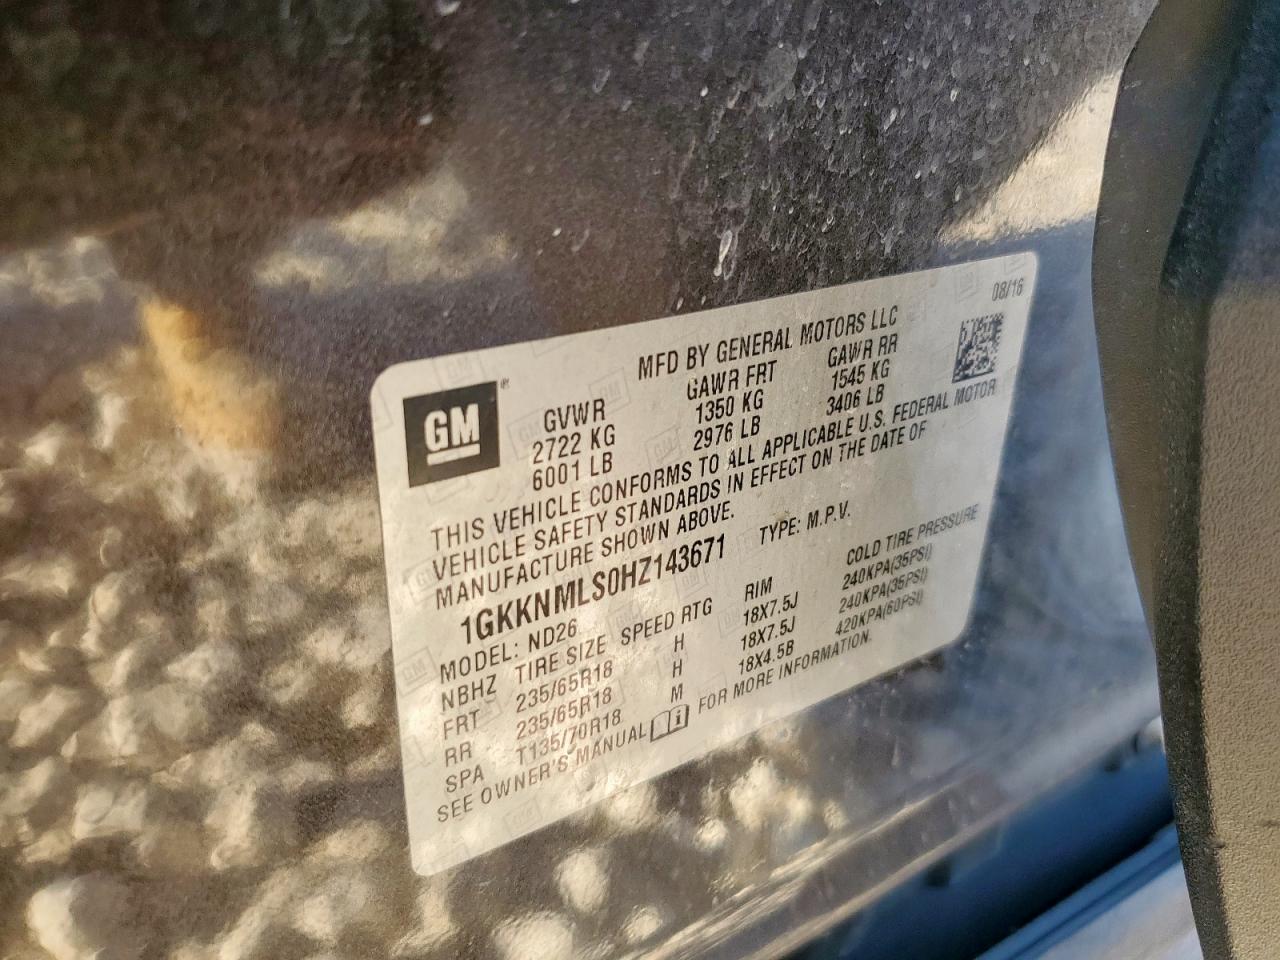 08/16
MFD BY GENERAL MOTORS LLC
GM®
GVWR GAWR FRT GAWR RR
2722 KG 1350 KG 1545 KG
6001 LB 2976 LB 3406 LB
THIS VEHICLE CONFORMS TO ALL APPLICABLE U.S. FEDERAL MOTOR
VEHICLE SAFETY STANDARDS IN EFFECT ON THE DATE OF
MANUFACTURE SHOWN ABOVE.
1GKKNMLS0HZ143671 TYPE: M.P.V.
MODEL: ND26
NBHZ TIRE SIZE SPEED RTG RIM COLD TIRE PRESSURE
FRT 235/65R18 H 18X7.5J 240KPA(35PSI)
RR 235/65R18 H 18X7.5J 240KPA(35PSI)
SPA T135/70R18 M 18X4.5B 420KPA(60PSI)
SEE OWNER'S MANUAL FOR MORE INFORMATION.